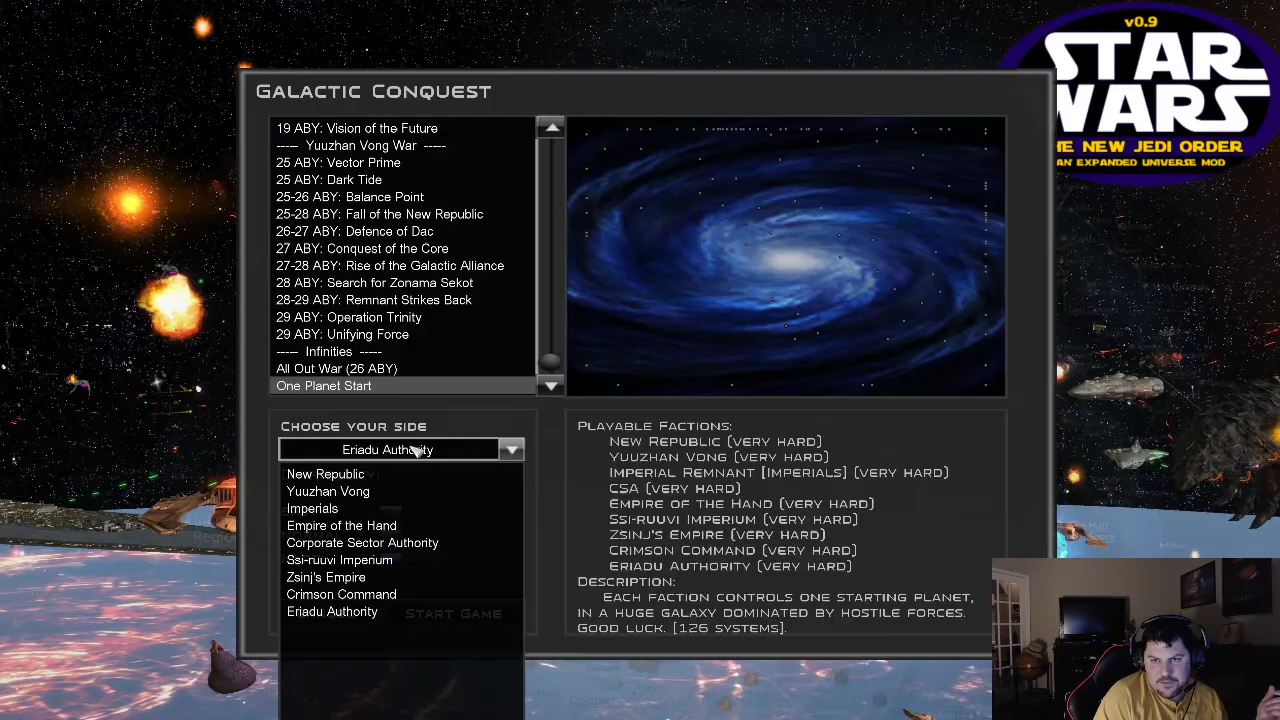 v0.9
STAR
WARS
HE NEW JEDI ORDER
AN EXPANDED UNIVERSE MOD
Galactic Conquest
19 ABY: Vision of the Future
----- Yuuzhan Vong War -----
25 ABY: Vector Prime
25 ABY: Dark Tide
25-26 ABY: Balance Point
25-28 ABY: Fall of the New Republic
26-27 ABY: Defence of Dac
27 ABY: Conquest of the Core
27-28 ABY: Rise of the Galactic Alliance
28 ABY: Search for Zonama Sekot
28-29 ABY: Remnant Strikes Back
29 ABY: Operation Trinity
29 ABY: Unifying Force
----- Infinities -----
All Out War (26 ABY)
One Planet Start
Choose your side
Eriadu Authority
New Republic
Yuuzhan Vong
Imperials
Empire of the Hand
Corporate Sector Authority
Ssi-ruuvi Imperium
Zsinj's Empire
Crimson Command
Eriadu Authority
Start Game
Playable Factions:
New Republic (Very Hard)
Yuuzhan Vong (Very Hard)
Imperial Remnant [Imperials] (Very Hard)
CSA (Very Hard)
Empire of the Hand (Very Hard)
Ssi-ruuvi Imperium (Very Hard)
Zsinj's Empire (Very Hard)
Crimson Command (Very Hard)
Eriadu Authority (Very Hard)
Description:
Each faction controls one starting planet,
in a huge galaxy dominated by hostile forces.
Good luck. [126 systems].